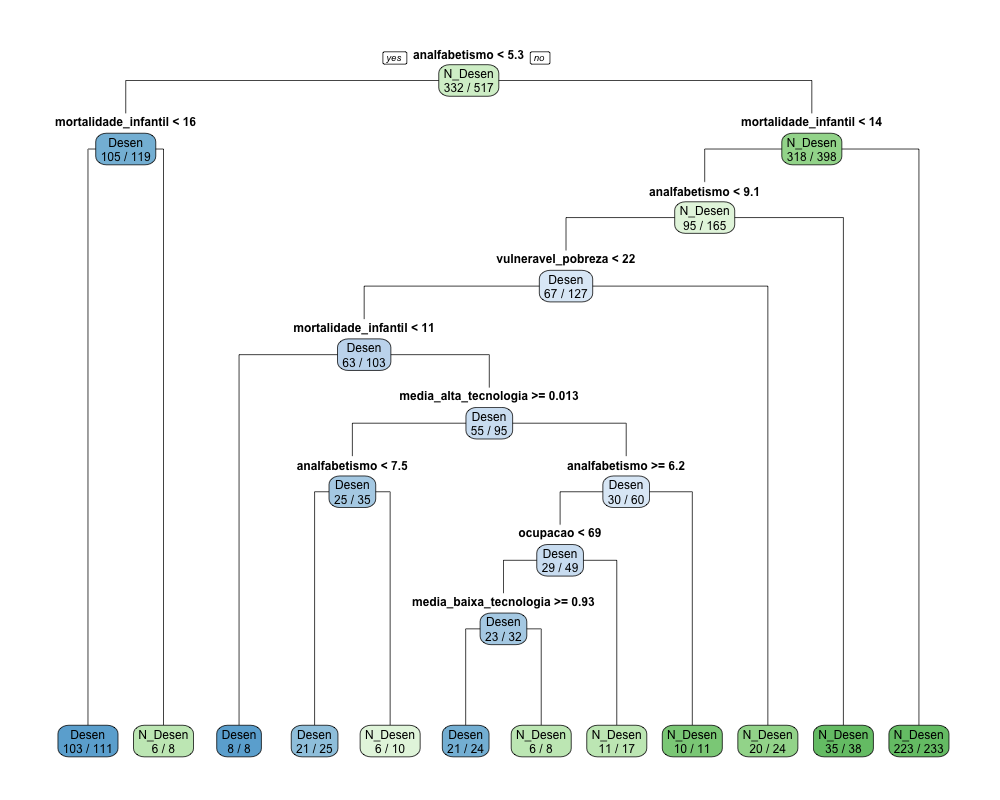 yes analfabetismo < 5.3 no
N_Desen
332 / 517
mortalidade_infantil < 16
mortalidade_infantil < 14
Desen
105 / 119
N_Desen
318 / 398
analfabetismo < 9.1
N_Desen
95 / 165
vulneravel_pobreza < 22
Desen
67 / 127
mortalidade_infantil < 11
Desen
63 / 103
media_alta_tecnologia >= 0.013
Desen
55 / 95
analfabetismo < 7.5
analfabetismo >= 6.2
Desen
25 / 35
Desen
30 / 60
ocupacao < 69
Desen
29 / 49
media_baixa_tecnologia >= 0.93
Desen
23 / 32
Desen
103 / 111
N_Desen
6 / 8
Desen
8 / 8
Desen
21 / 25
N_Desen
6 / 10
Desen
21 / 24
N_Desen
6 / 8
N_Desen
11 / 17
N_Desen
10 / 11
N_Desen
20 / 24
N_Desen
35 / 38
N_Desen
223 / 233